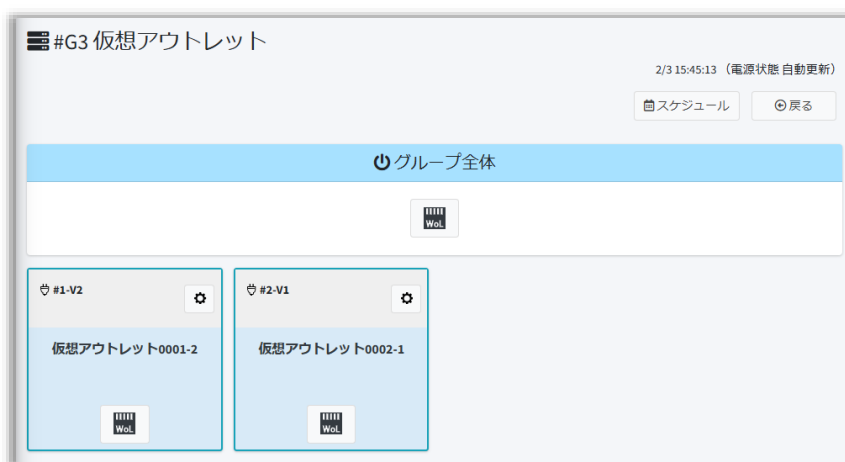 #G3 仮想アウトレット
2/3 15:45:13 （電源状態 自動更新）
スケジュール 戻る
グループ全体
WoL
#1-V2 #2-V1
仮想アウトレット0001-2 仮想アウトレット0002-1
WoL WoL